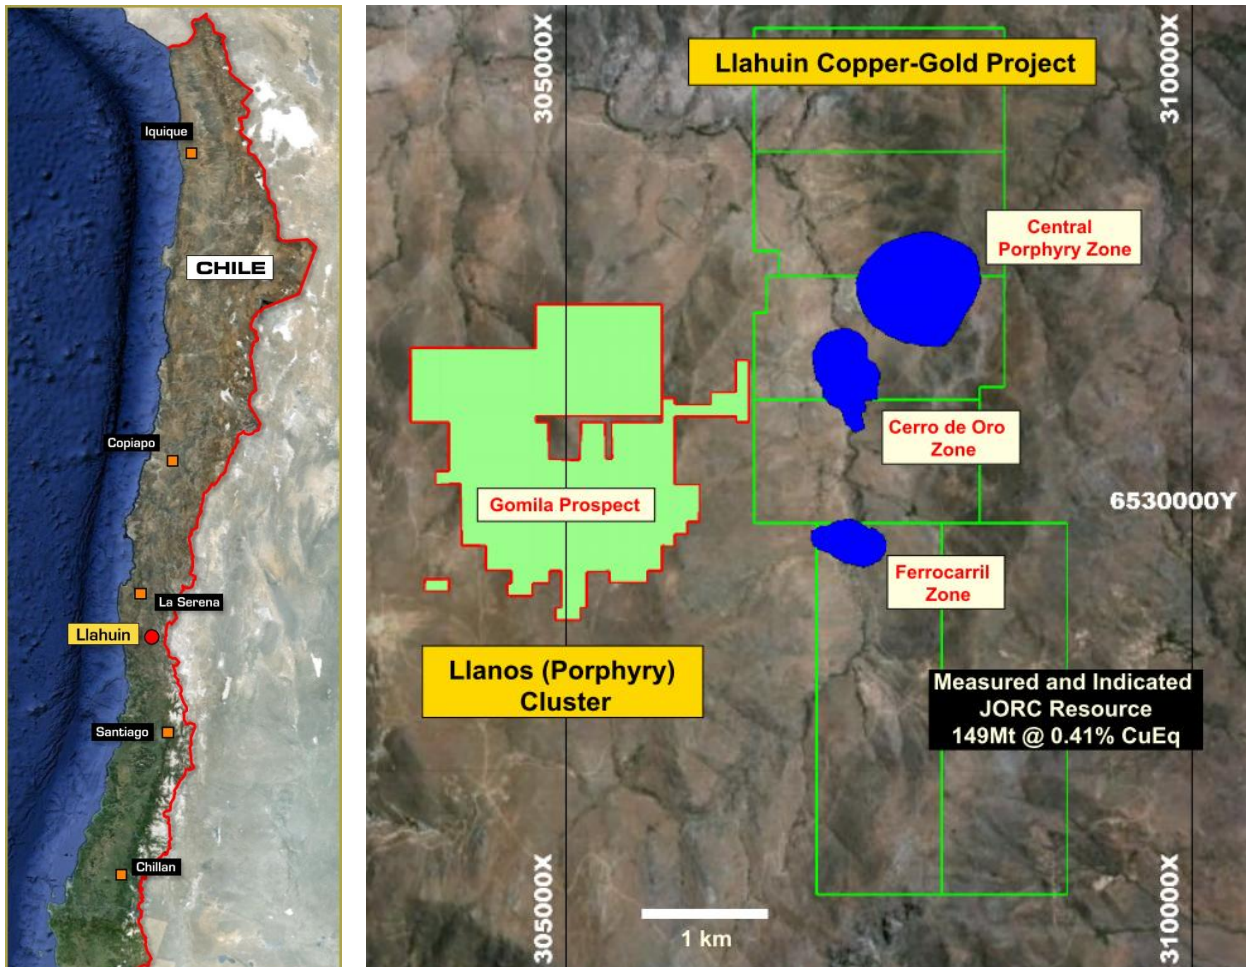 Iquique
CHILE
Copiapo
La Serena
Llahuin
Santiago
Chillan
305000X
310000X
Llahuin Copper-Gold Project
Central
Porphyry Zone
Cerro de Oro
Zone
Gomila Prospect
6530000Y
Ferrocarril
Zone
Llanos (Porphyry)
Cluster
Measured and Indicated
JORC Resource
149Mt @ 0.41% CuEq
305000X
310000X
1 km